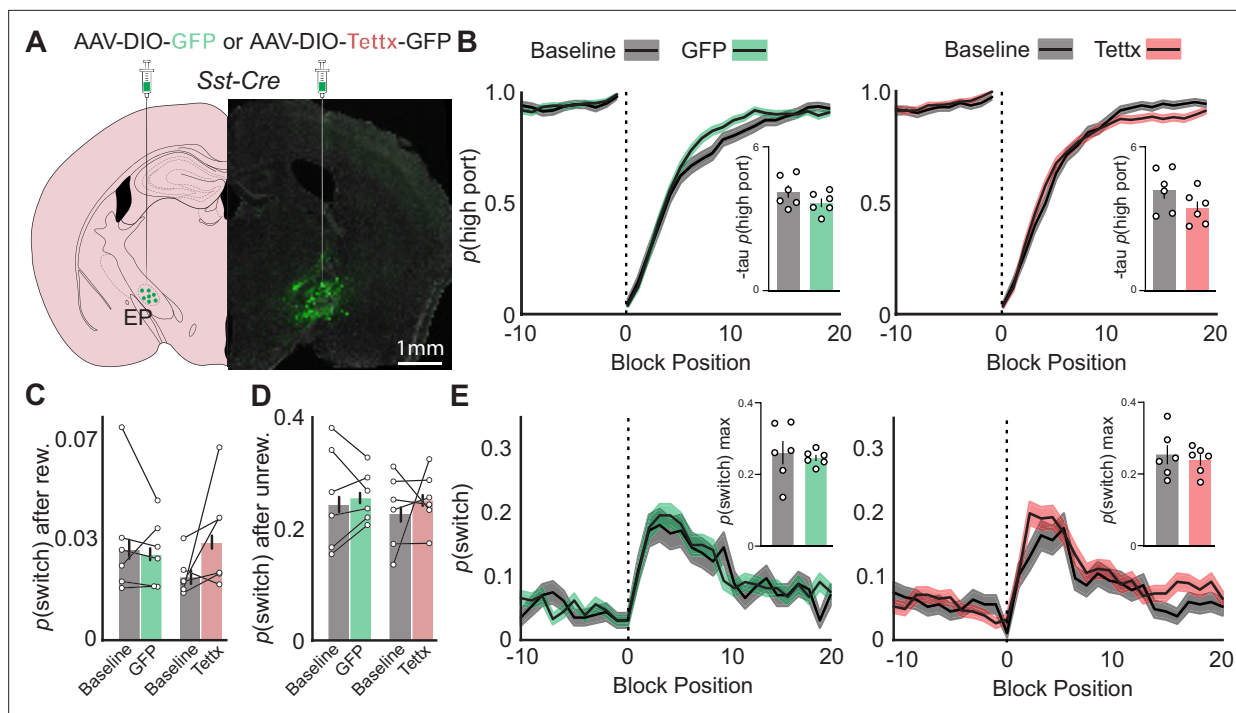 A
AAV-DIO-GFP or AAV-DIO-Tettx-GFP
Sst-Cre
EP
1mm
B
Baseline
GFP
p(high port)
1.0
0.5
0
-10
0
10
20
Block Position
6
0
-tau p(high port)
Baseline
Tettx
1.0
0.5
0
-10
0
10
20
Block Position
6
0
-tau p(high port)
C
p(switch) after rew.
0.07
0.03
0
Baseline
GFP
Baseline
Tettx
D
p(switch) after unrew.
0.4
0.2
0
Baseline
GFP
Baseline
Tettx
E
p(switch)
0.3
0.2
0.1
0
-10
0
10
20
Block Position
p(switch) max
0.4
0.2
0
0.3
0.2
0.1
0
-10
0
10
20
Block Position
p(switch) max
0.4
0.2
0